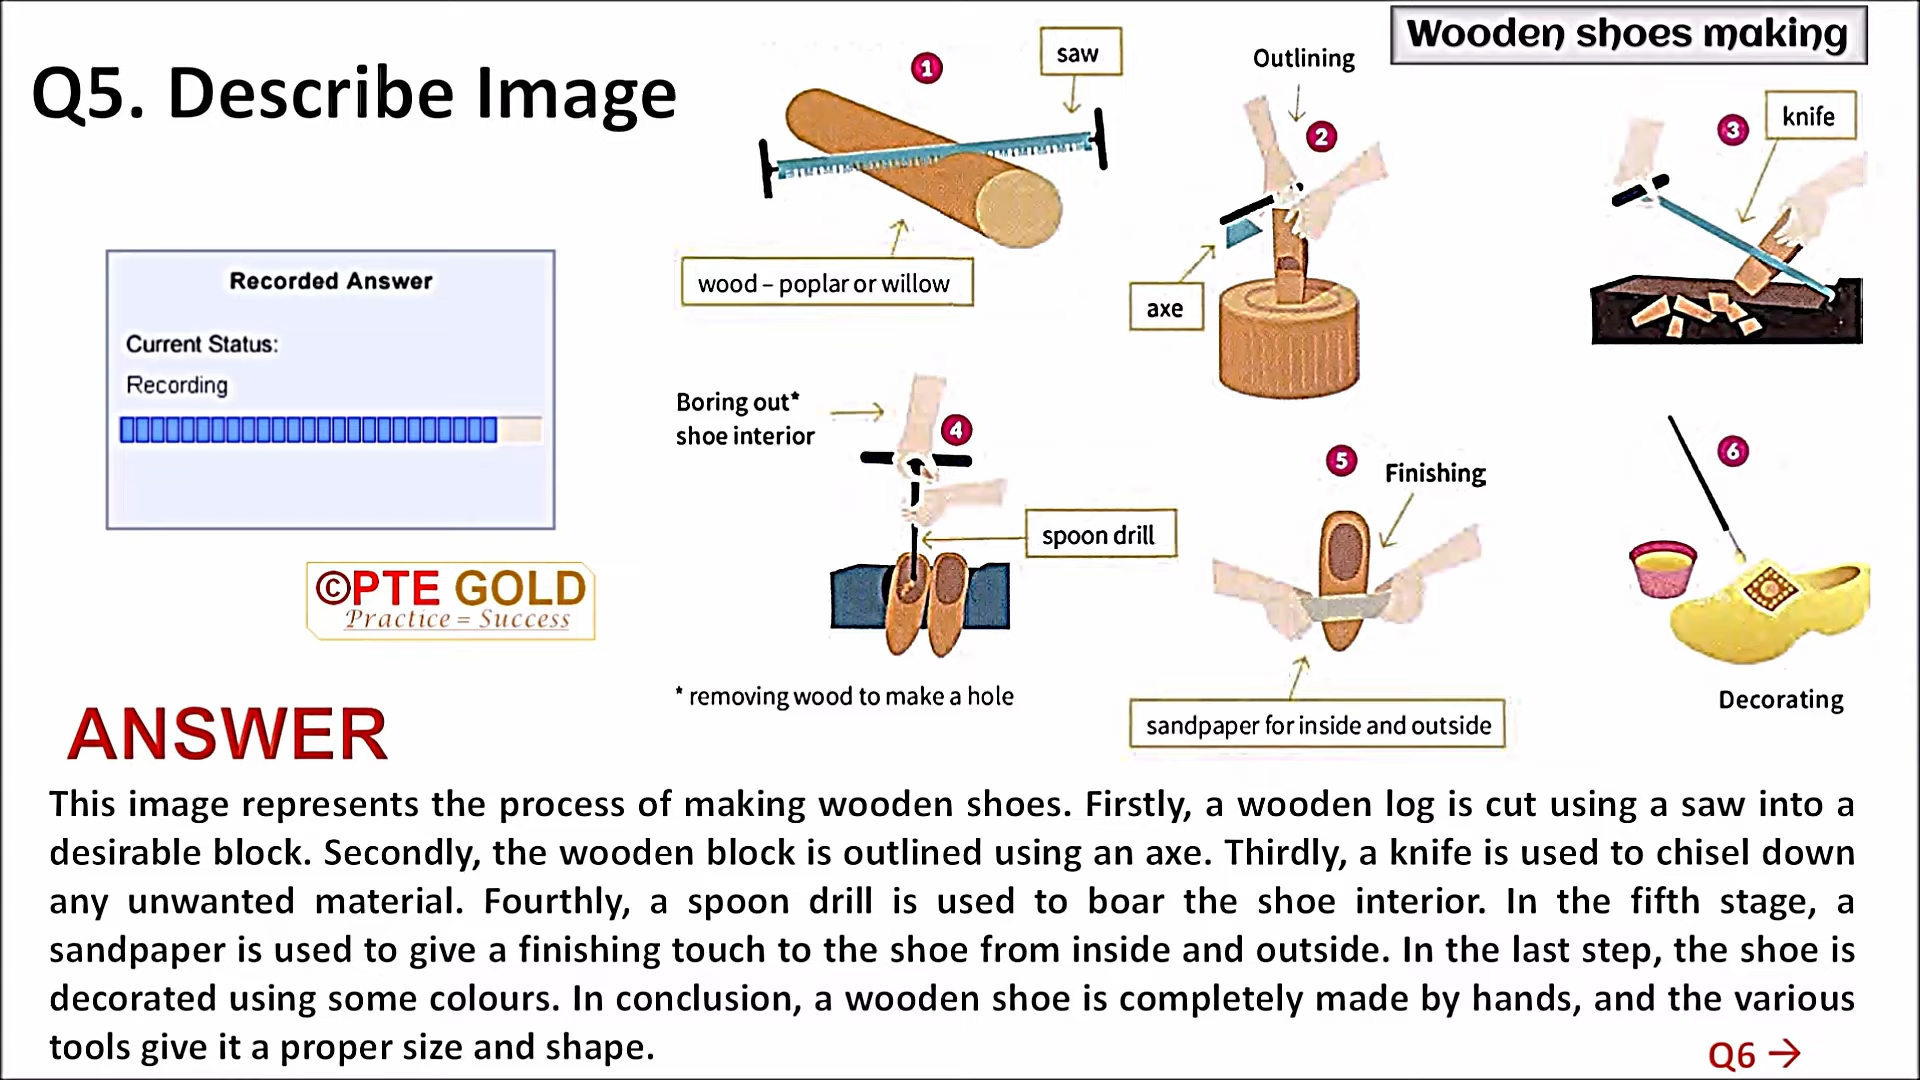 Wooden shoes making
Q5. Describe Image
1
saw
wood – poplar or willow
Outlining
2
axe
3
knife
Recorded Answer
Current Status:
Recording
Boring out*
shoe interior
4
spoon drill
* removing wood to make a hole
5
Finishing
sandpaper for inside and outside
6
Decorating
©PTE GOLD
Practice = Success
ANSWER
This image represents the process of making wooden shoes. Firstly, a wooden log is cut using a saw into a
desirable block. Secondly, the wooden block is outlined using an axe. Thirdly, a knife is used to chisel down
any unwanted material. Fourthly, a spoon drill is used to boar the shoe interior. In the fifth stage, a
sandpaper is used to give a finishing touch to the shoe from inside and outside. In the last step, the shoe is
decorated using some colours. In conclusion, a wooden shoe is completely made by hands, and the various
tools give it a proper size and shape.
Q6 →